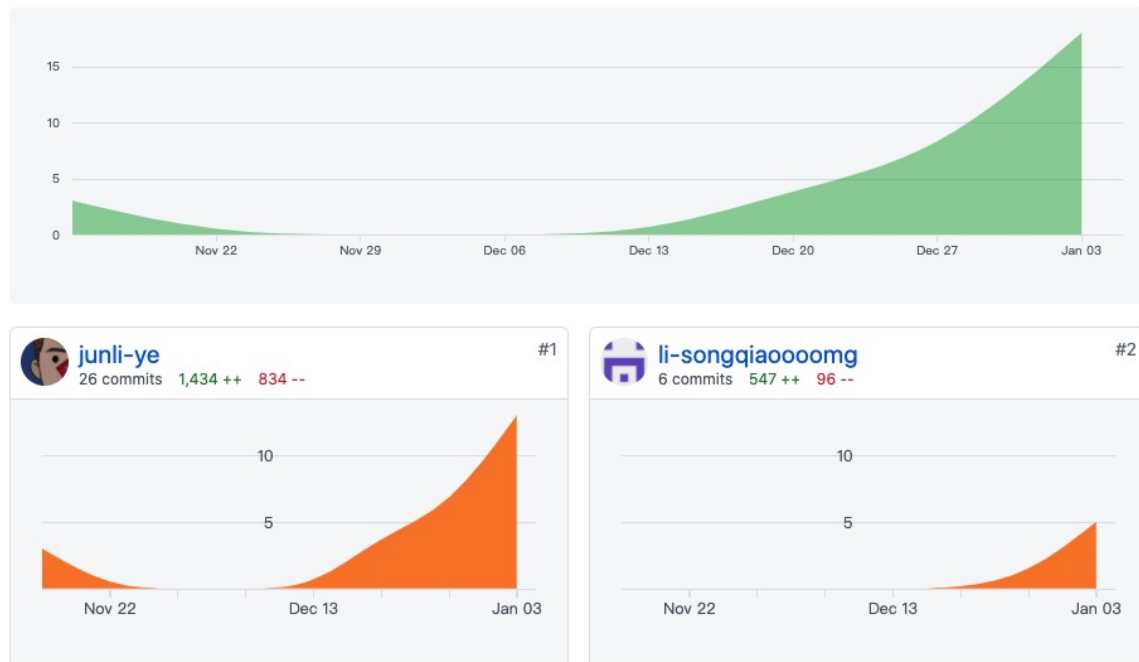 15
10
5
0
Nov 22 Nov 29 Dec 06 Dec 13 Dec 20 Dec 27 Jan 03
junli-ye #1
26 commits 1,434 ++ 834 --
10
5
Nov 22 Dec 13 Jan 03
li-songqiaoooomg #2
6 commits 547 ++ 96 --
10
5
Nov 22 Dec 13 Jan 03